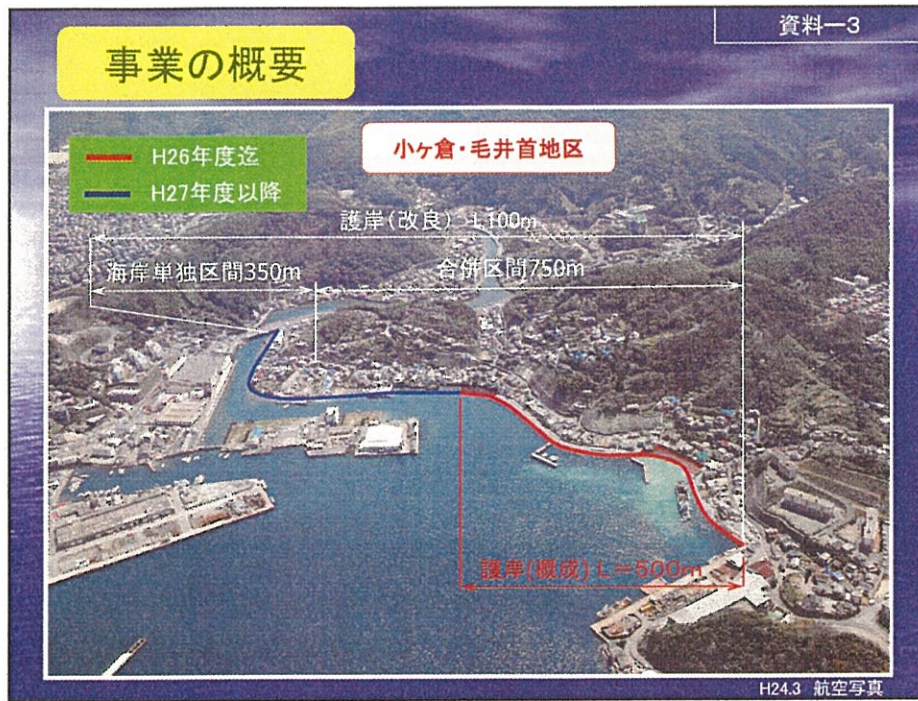 資料ー3
事業の概要
H26年度迄
H27年度以降
小ヶ倉・毛井首地区
護岸(改良) L100m
海岸単独区間350m
合併区間750m
護岸(概成) L=500m
H24.3 航空写真